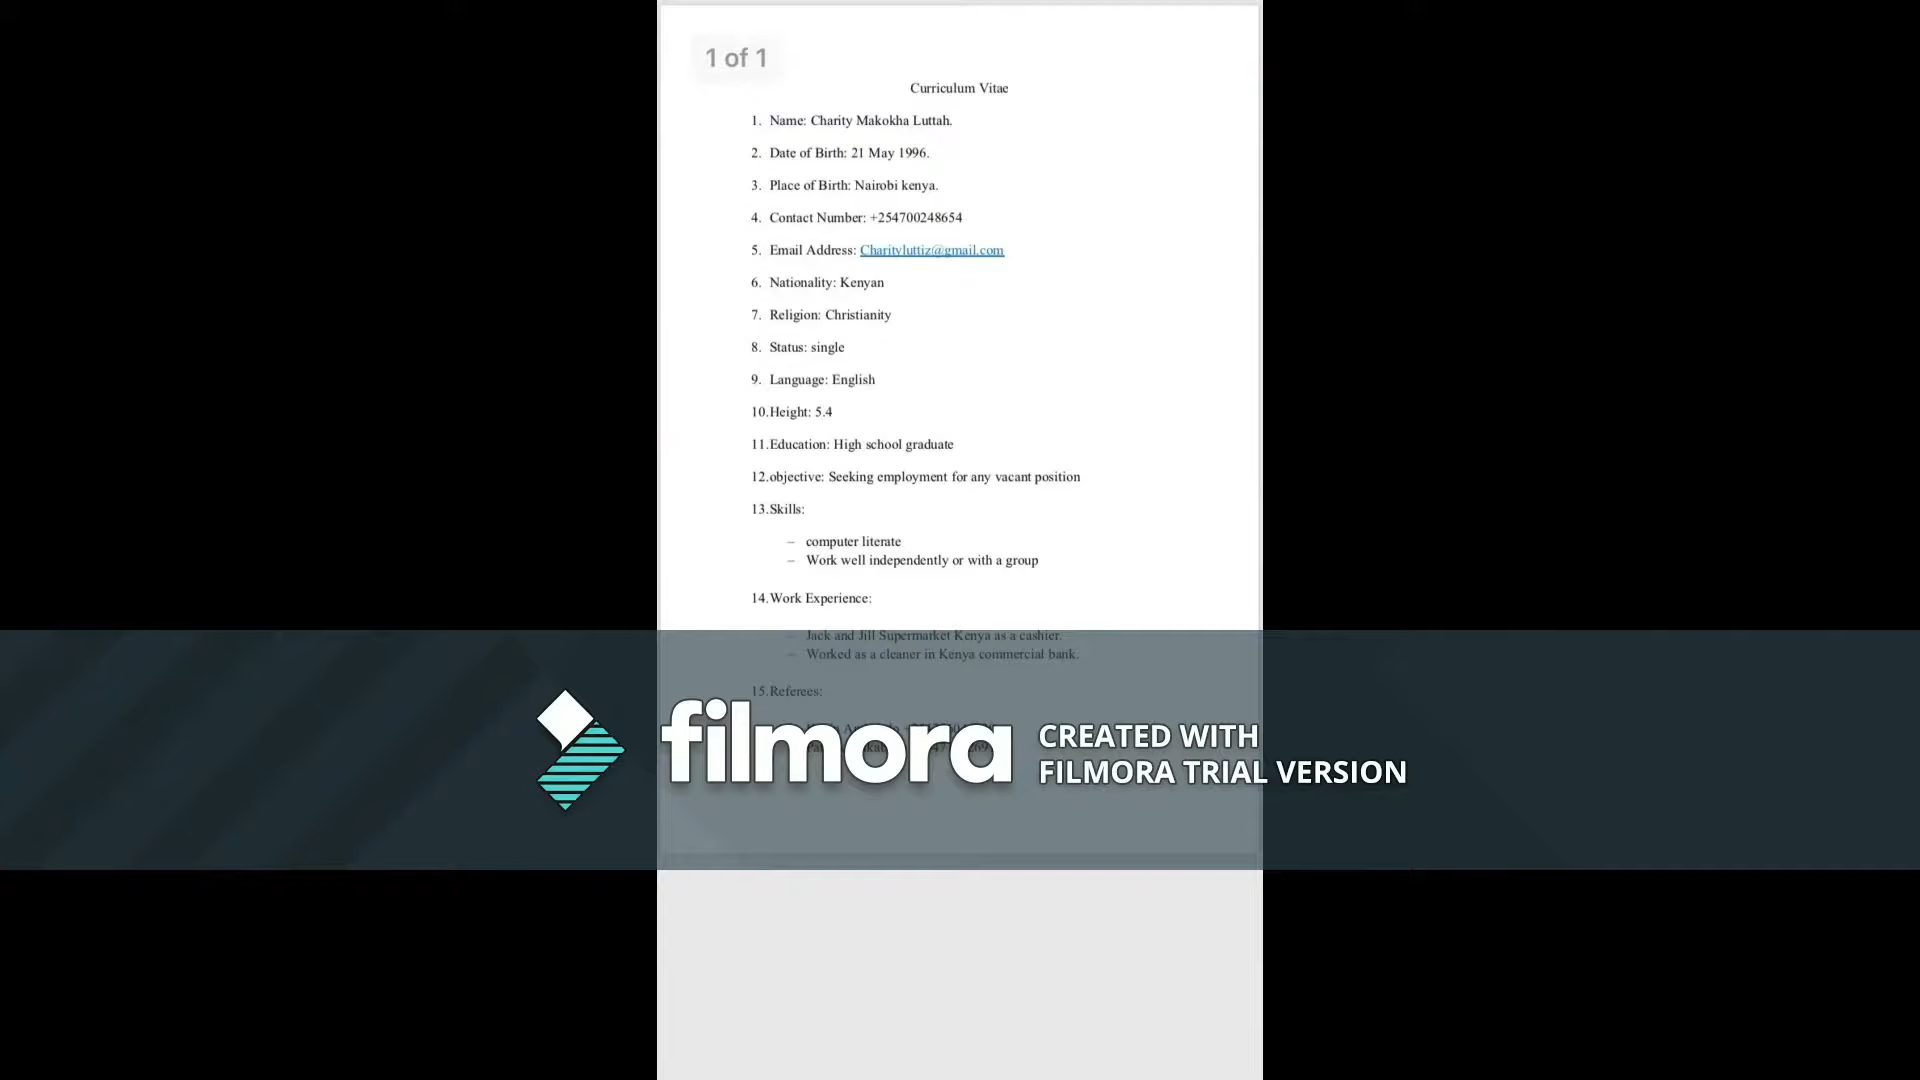 1 of 1
Curriculum Vitae
1. Name: Charity Makokha Luttah.
2. Date of Birth: 21 May 1996.
3. Place of Birth: Nairobi kenya.
4. Contact Number: +254700248654
5. Email Address: Charityluttiz@gmail.com
6. Nationality: Kenyan
7. Religion: Christianity
8. Status: single
9. Language: English
10.Height: 5.4
11.Education: High school graduate
12.objective: Seeking employment for any vacant position
13.Skills:
– computer literate
– Work well independently or with a group
14.Work Experience:
– Jack and Jill Supermarket Kenya as a cashier.
– Worked as a cleaner in Kenya commercial bank.
15.Referees:
filmora
CREATED WITH
FILMORA TRIAL VERSION